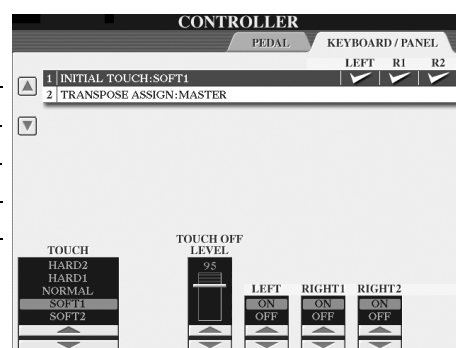 CONTROLLER
PEDAL KEYBOARD / PANEL
LEFT R1 R2
1 INITIAL TOUCH:SOFT1
2 TRANSPOSE ASSIGN:MASTER
TOUCH
HARD2
HARD1
NORMAL
SOFT1
SOFT2
TOUCH OFF
LEVEL
95
LEFT
ON
OFF
RIGHT1
ON
OFF
RIGHT2
ON
OFF